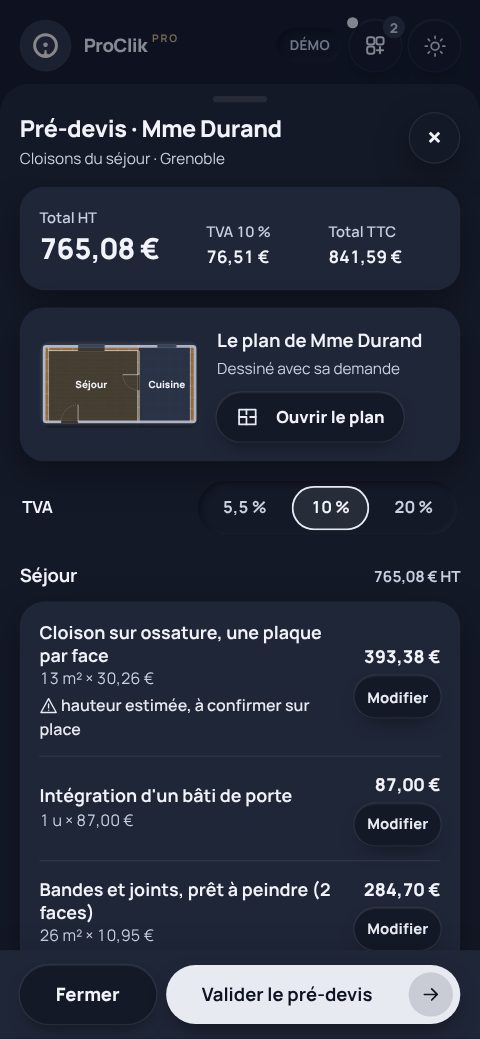 ProClik PRO
DÉMO
2
Pré-devis · Mme Durand
Cloisons du séjour · Grenoble
Total HT
765,08 €
TVA 10 %
76,51 €
Total TTC
841,59 €
Séjour
Cuisine
Le plan de Mme Durand
Dessiné avec sa demande
Ouvrir le plan
TVA
5,5 %
10 %
20 %
Séjour
765,08 € HT
Cloison sur ossature, une plaque
par face
13 m² × 30,26 €
⚠ hauteur estimée, à confirmer sur
place
393,38 €
Modifier
Intégration d'un bâti de porte
1 u × 87,00 €
87,00 €
Modifier
Bandes et joints, prêt à peindre (2
faces)
26 m² × 10,95 €
284,70 €
Modifier
Fermer
Valider le pré-devis